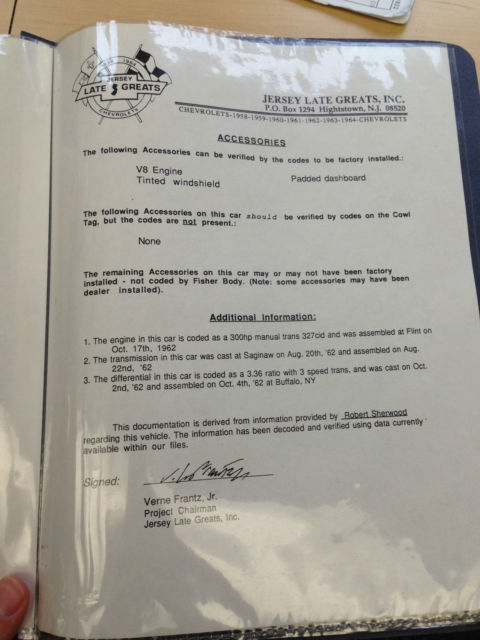 JERSEY
LATE GREATS
CHEVROLETS
JERSEY LATE GREATS, INC.
P.O. Box 1294 Hightstown, N.J. 08520
CHEVROLETS-1958-1959-1960-1961-1962-1963-1964-CHEVROLETS
ACCESSORIES
The following Accessories can be verified by the codes to be factory installed.:
V8 Engine
Tinted windshield
Padded dashboard
The following Accessories on this car should be verified by codes on the Cowl
Tag, but the codes are not present.:
None
The remaining Accessories on this car may or may not have been factory
installed - not coded by Fisher Body. (Note: some accessories may have been
dealer installed).
Additional Information:
1. The engine in this car is coded as a 300hp manual trans 327cid and was assembled at Flint on
Oct. 17th, 1962
2. The transmission in this car was cast at Saginaw on Aug. 20th, '62 and assembled on Aug.
22nd, '62
3. The differential in this car is coded as a 3.36 ratio with 3 speed trans, and was cast on Oct.
2nd, '62 and assembled on Oct. 4th, '62 at Buffalo, NY
This documentation is derived from information provided by Robert Sherwood
regarding this vehicle. The information has been decoded and verified using data currently
available within our files.
Signed:
Verne Frantz, Jr.
Project Chairman
Jersey Late Greats, Inc.